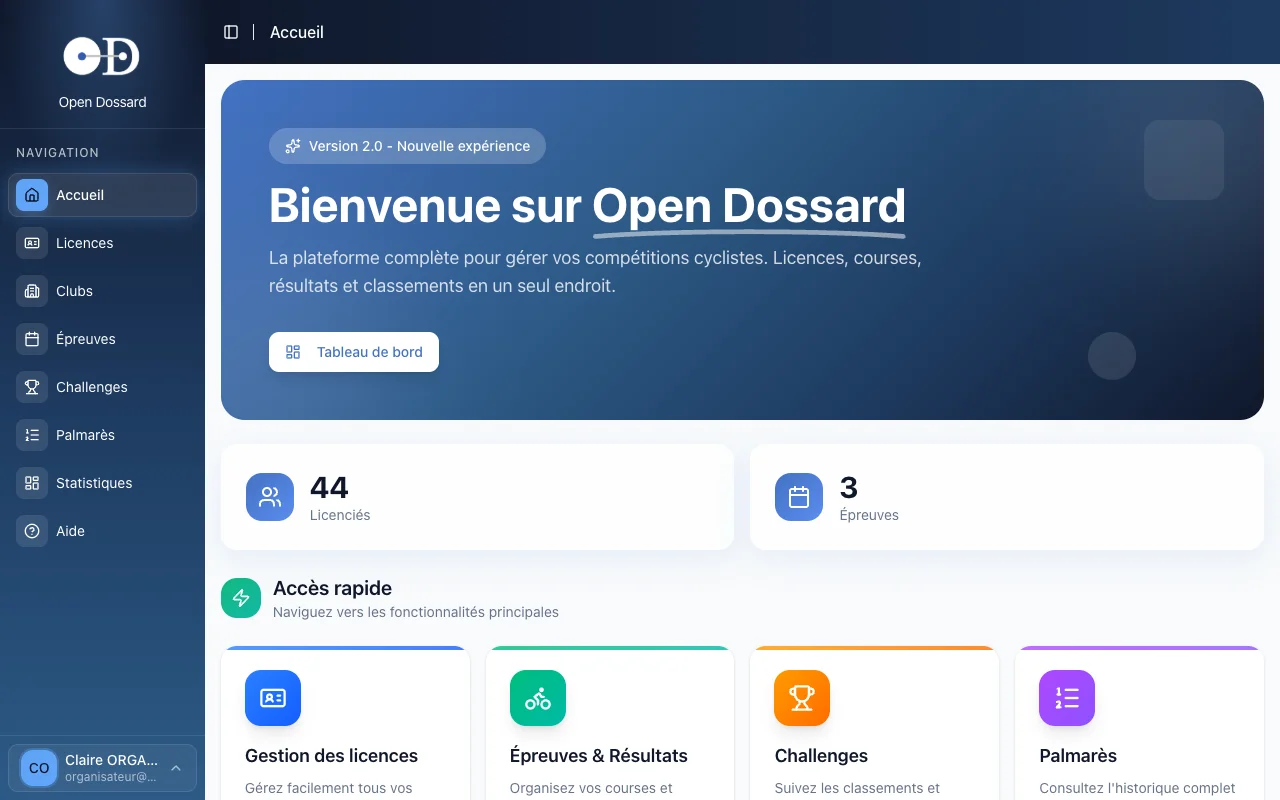 Open Dossard
NAVIGATION
Accueil
Licences
Clubs
Épreuves
Challenges
Palmarès
Statistiques
Aide
CO
Claire ORGA...
organisateur@...
Accueil
Version 2.0 - Nouvelle expérience
Bienvenue sur Open Dossard
La plateforme complète pour gérer vos compétitions cyclistes. Licences, courses,
résultats et classements en un seul endroit.
Tableau de bord
44
Licenciés
3
Épreuves
Accès rapide
Naviguez vers les fonctionnalités principales
Gestion des licences
Gérez facilement tous vos
Épreuves & Résultats
Organisez vos courses et
Challenges
Suivez les classements et
Palmarès
Consultez l'historique complet